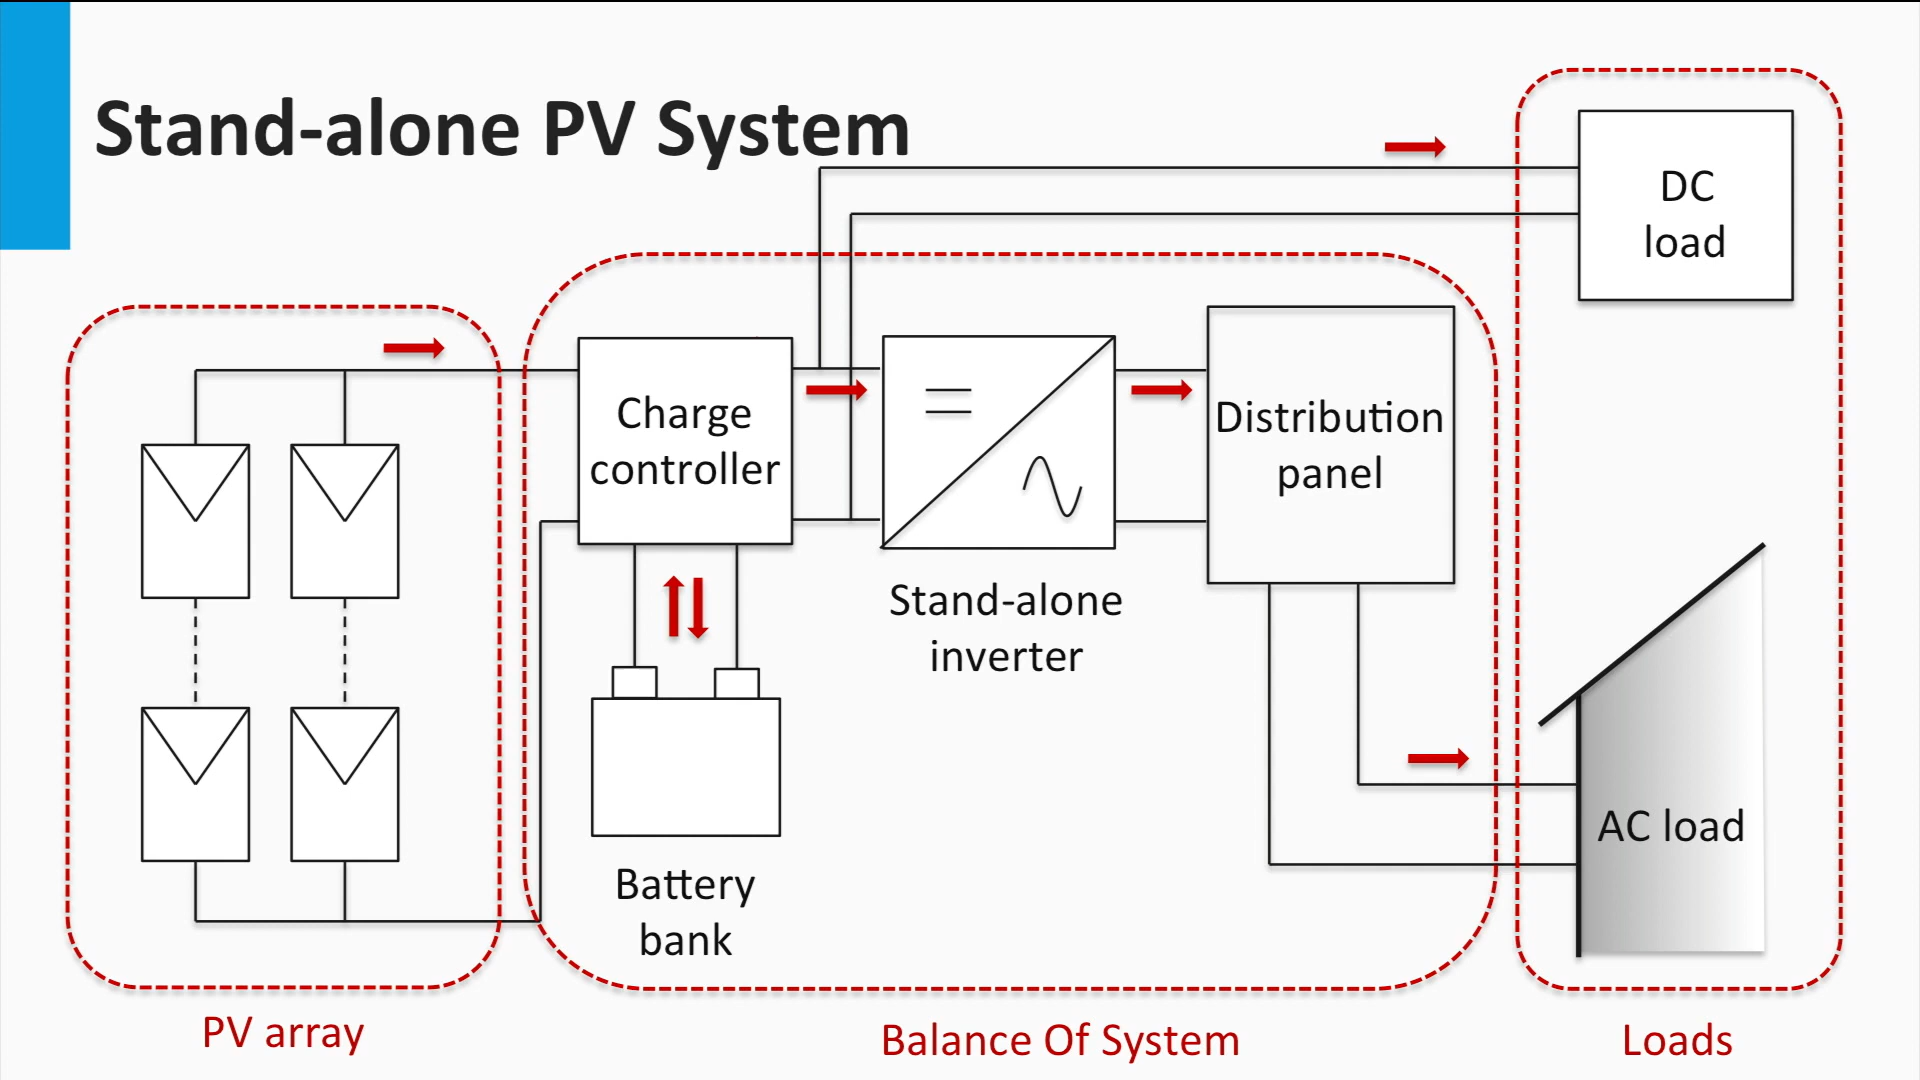 Stand-alone PV System
DC
load
Charge
controller
Distribution
panel
Stand-alone
inverter
AC load
Battery
bank
PV array
Balance Of System
Loads